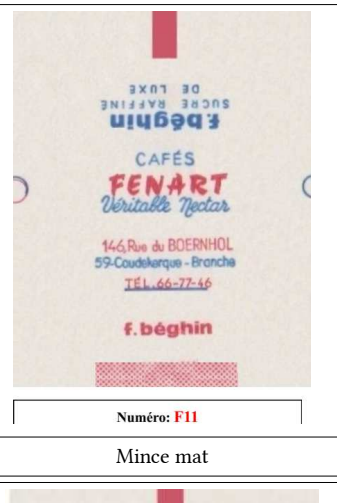 f. béghin
SUCRE RAFFINÉ
DE LUXE
CAFÉS
FENART
Véritable Nectar
146,Rue du BOERNHOL
59-Coudekerque-Branche
TÉL.66-77-46
f.béghin
Numéro: F11
Mince mat